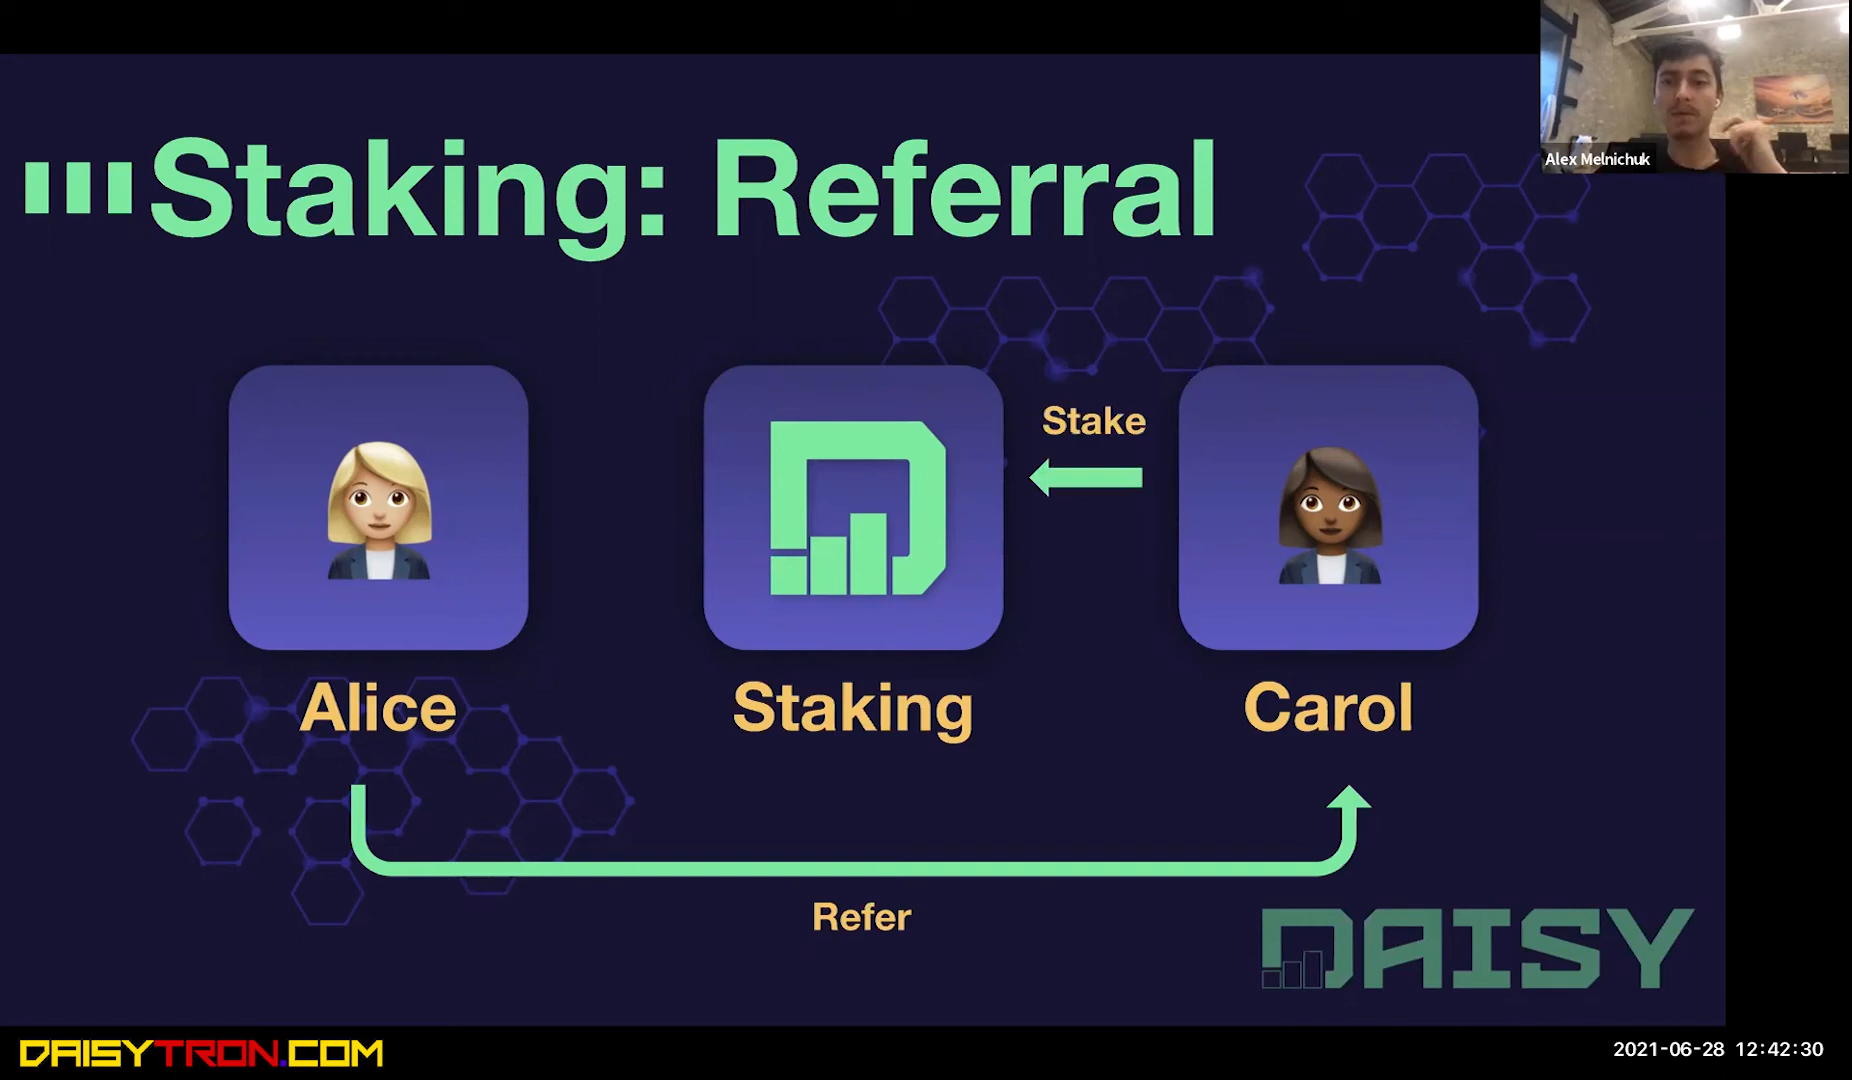 Alex Melnichuk
Staking: Referral
Stake
Alice
Staking
Carol
Refer
DAISY
DAISYTRON.COM
2021-06-28 12:42:30